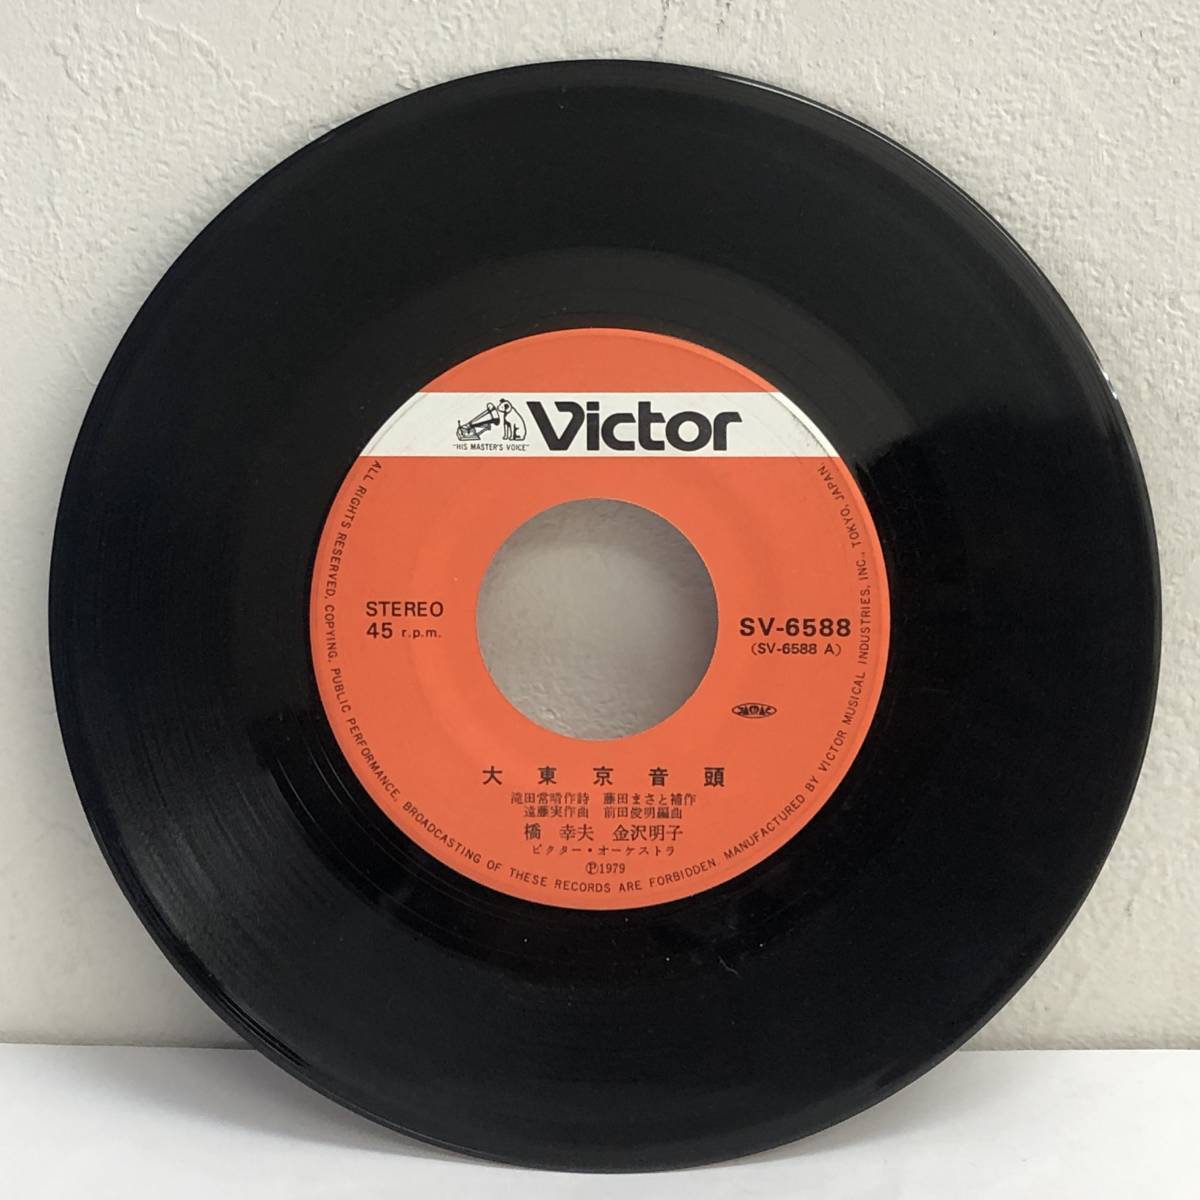 Victor
"HIS MASTER'S VOICE"
STEREO
45 r.p.m.
SV-6588
(SV-6588 A)
大東京音頭
滝田常晴作詩 藤田まさと補作
遠藤実作曲 前田俊明編曲
橋 幸夫 金沢明子
ビクター・オーケストラ
Ⓟ1979
ALL RIGHTS RESERVED, COPYING, PUBLIC PERFORMANCE, BROADCASTING OF THESE RECORDS ARE FORBIDDEN. MANUFACTURED BY VICTOR MUSICAL INDUSTRIES, INC., TOKYO, JAPAN.